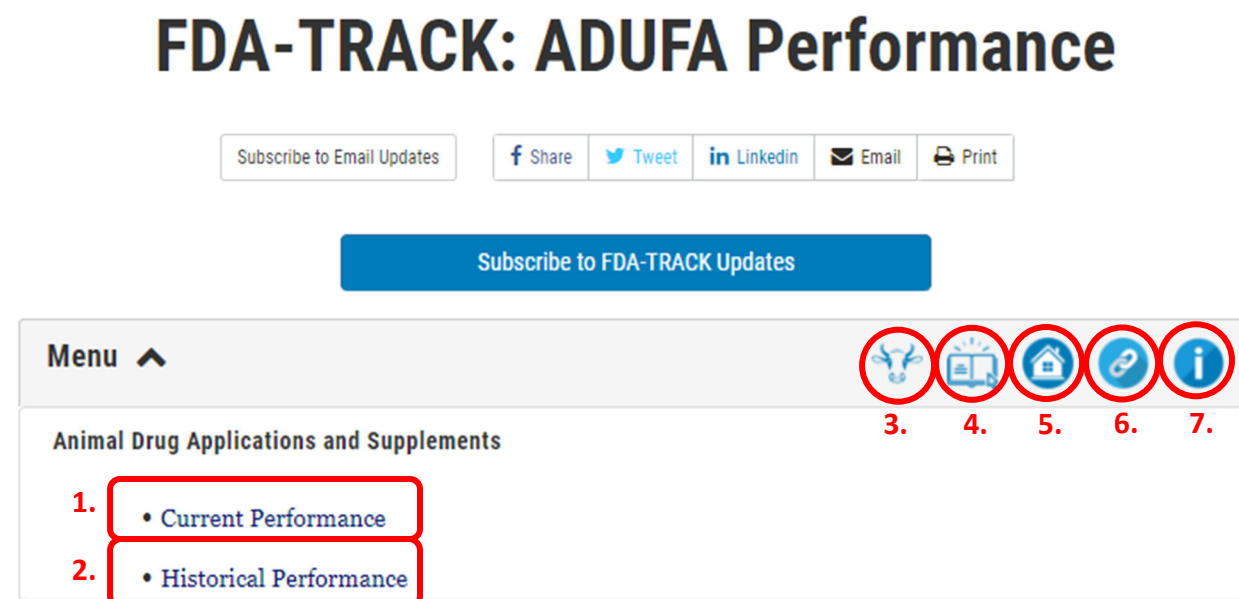 FDA-TRACK: ADUFA Performance
Subscribe to Email Updates f Share Tweet in Linkedin Email Print
Subscribe to FDA-TRACK Updates
Menu
3. 4. 5. 6. 7.
Animal Drug Applications and Supplements
1. • Current Performance
2. • Historical Performance